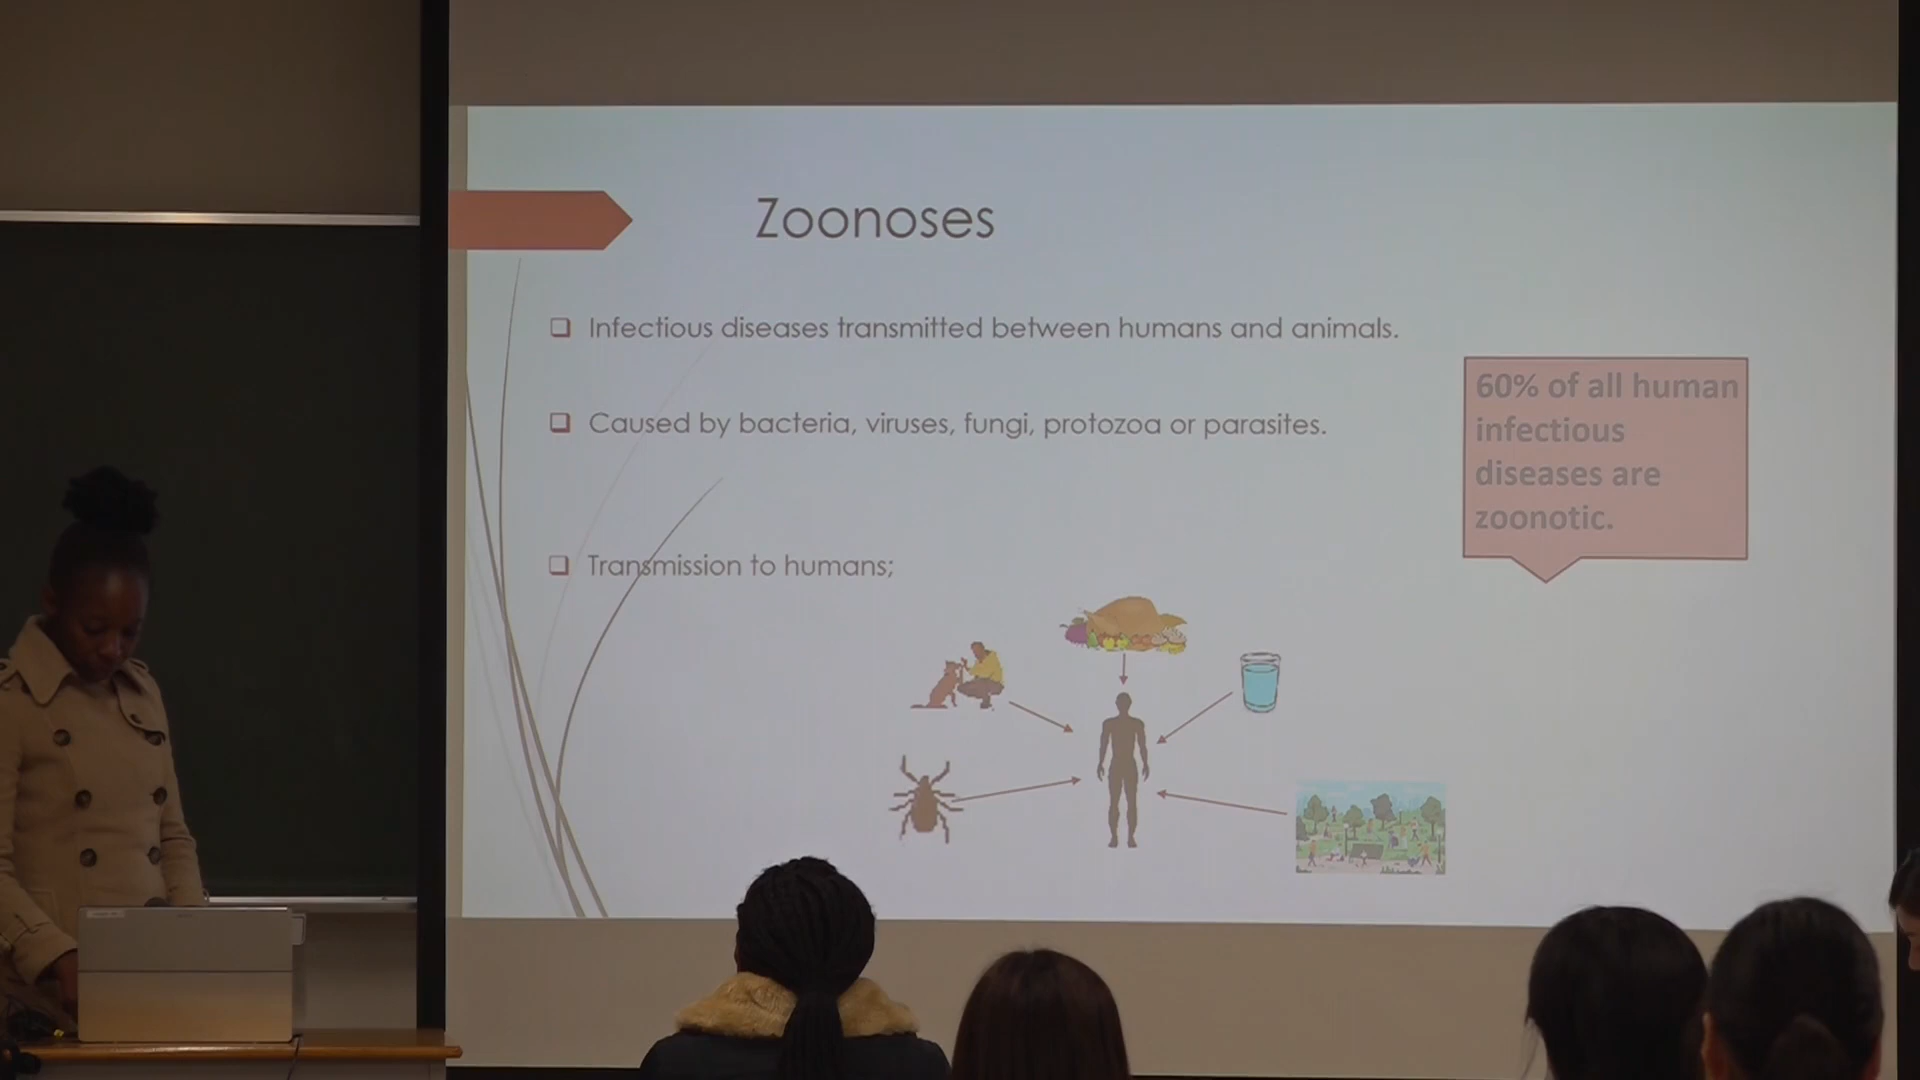 Zoonoses
❑ Infectious diseases transmitted between humans and animals.
❑ Caused by bacteria, viruses, fungi, protozoa or parasites.
60% of all human
infectious
diseases are
zoonotic.
❑ Transmission to humans;